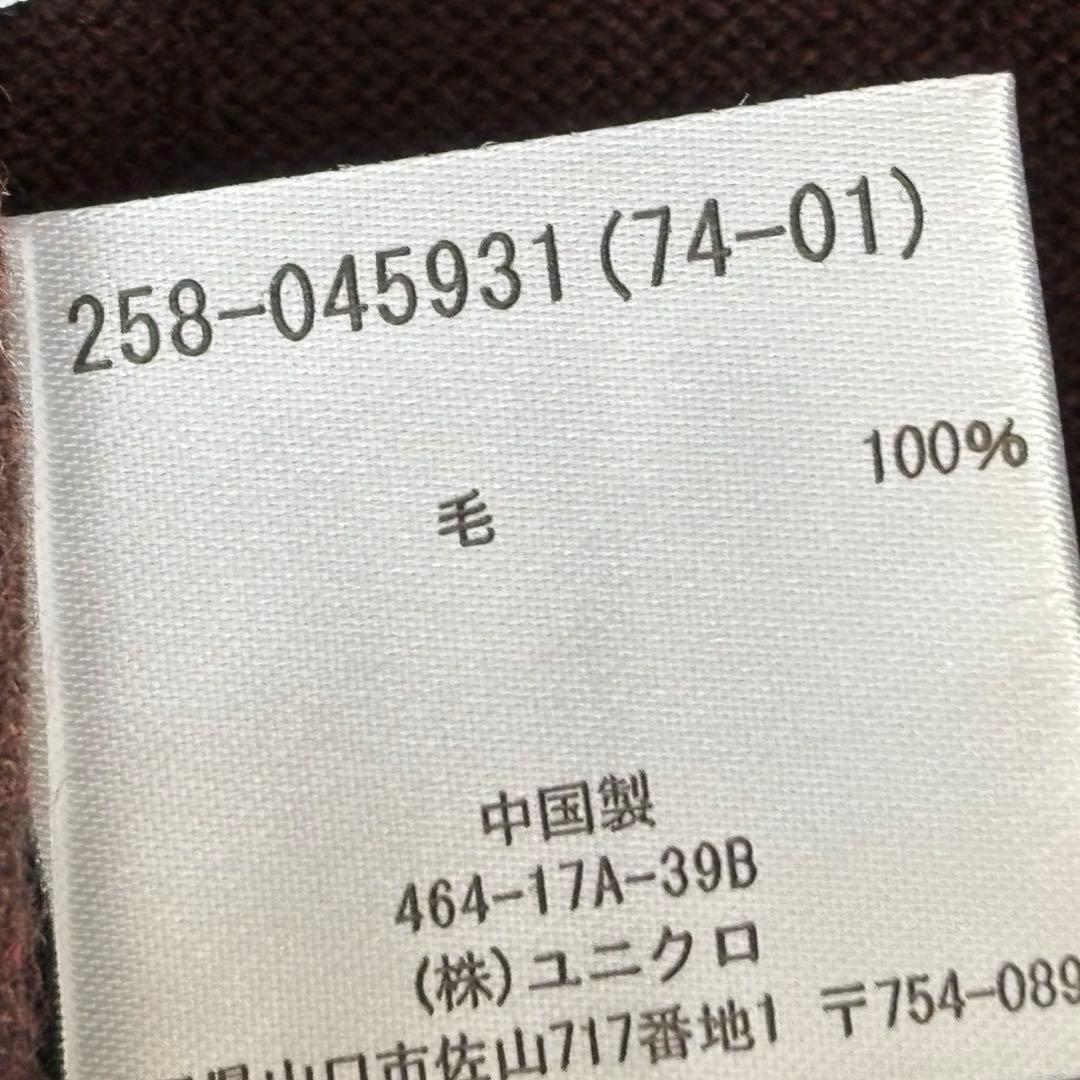 258-045931(74-01)
100%
毛
中国製
464-17A-39B
(株)ユニクロ
県山口市佐山717番地1 〒754-089